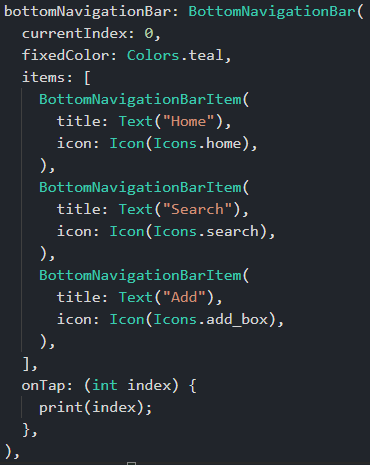 bottomNavigationBar: BottomNavigationBar(
  currentIndex: 0,
  fixedColor: Colors.teal,
  items: [
    BottomNavigationBarItem(
      title: Text("Home"),
      icon: Icon(Icons.home),
    ),
    BottomNavigationBarItem(
      title: Text("Search"),
      icon: Icon(Icons.search),
    ),
    BottomNavigationBarItem(
      title: Text("Add"),
      icon: Icon(Icons.add_box),
    ),
  ],
  onTap: (int index) {
    print(index);
  },
),